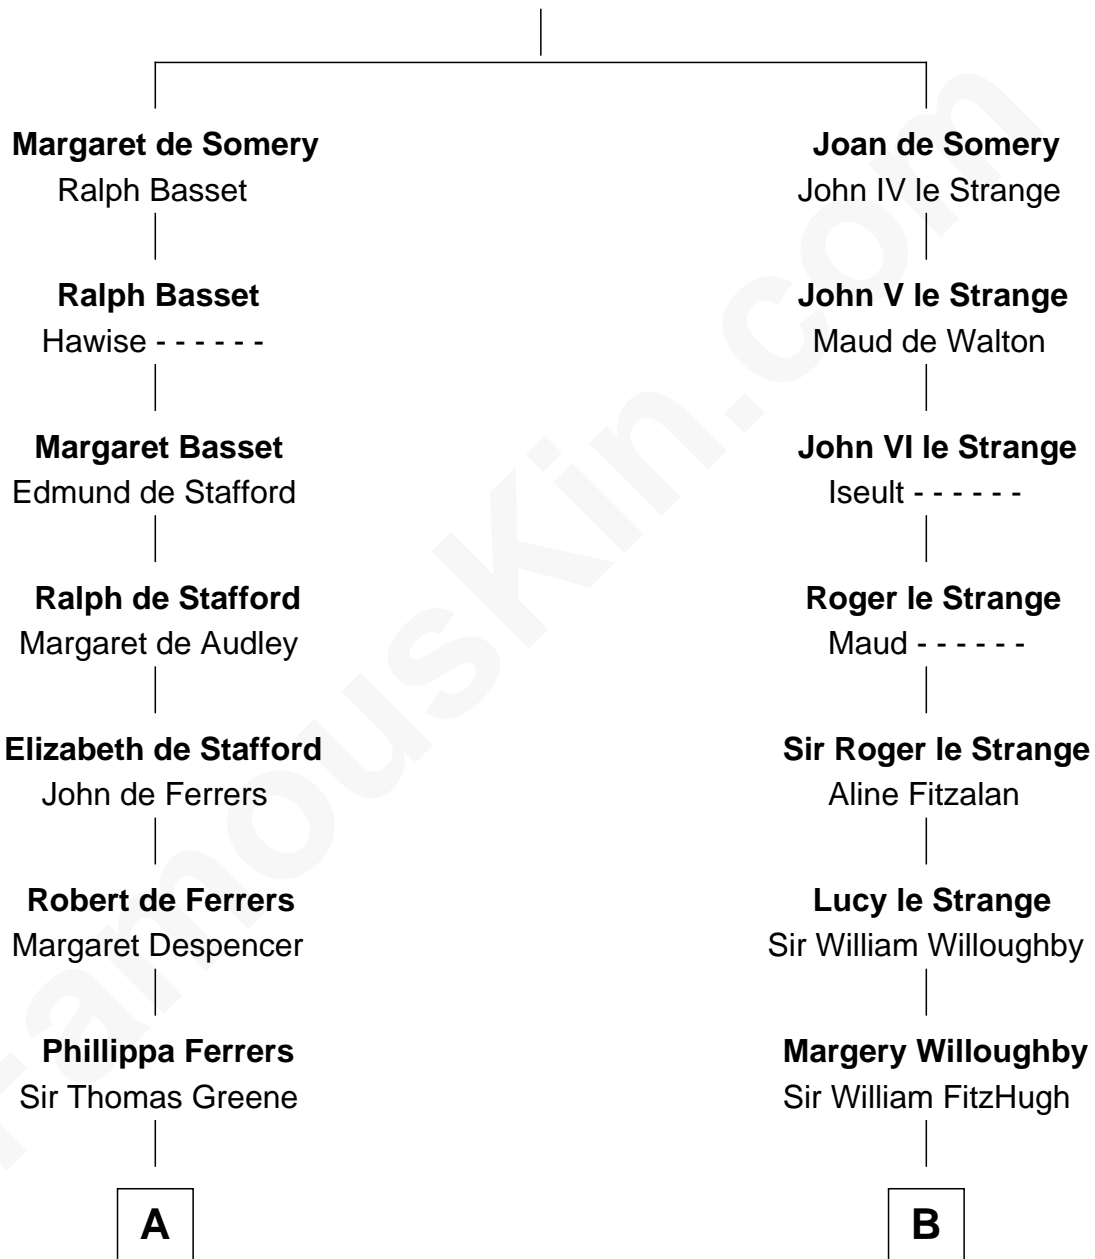 Margaret de Somery
Ralph Basset
Ralph Basset
Hawise - - - - - -
Margaret Basset
Edmund de Stafford
Ralph de Stafford
Margaret de Audley
Elizabeth de Stafford
John de Ferrers
Robert de Ferrers
Margaret Despencer
Phillippa Ferrers
Sir Thomas Greene
A
Joan de Somery
John IV le Strange
John V le Strange
Maud de Walton
John VI le Strange
Iseult - - - - - -
Roger le Strange
Maud - - - - - -
Sir Roger le Strange
Aline Fitzalan
Lucy le Strange
Sir William Willoughby
Margery Willoughby
Sir William FitzHugh
B
FamousKin.com